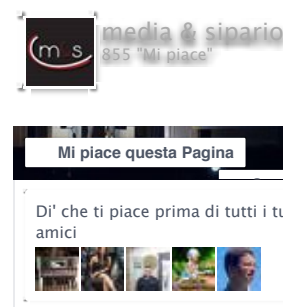 m&s
media & sipario
855 "Mi piace"
Mi piace questa Pagina
Di' che ti piace prima di tutti i tu
amici